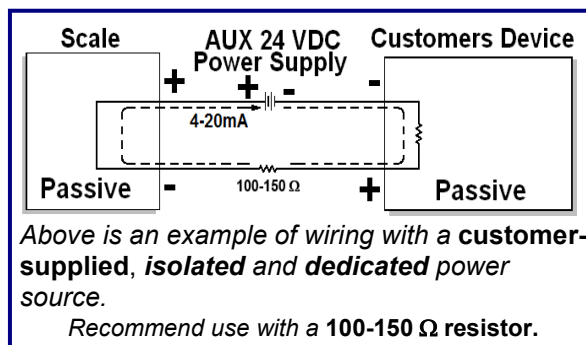 Scale
AUX 24 VDC
Power Supply
Customers Device
+
+
-
-
4-20mA
Passive
-
100-150 Ω
+
Passive
Above is an example of wiring with a customer-
supplied, isolated and dedicated power
source.
Recommend use with a 100-150 Ω resistor.